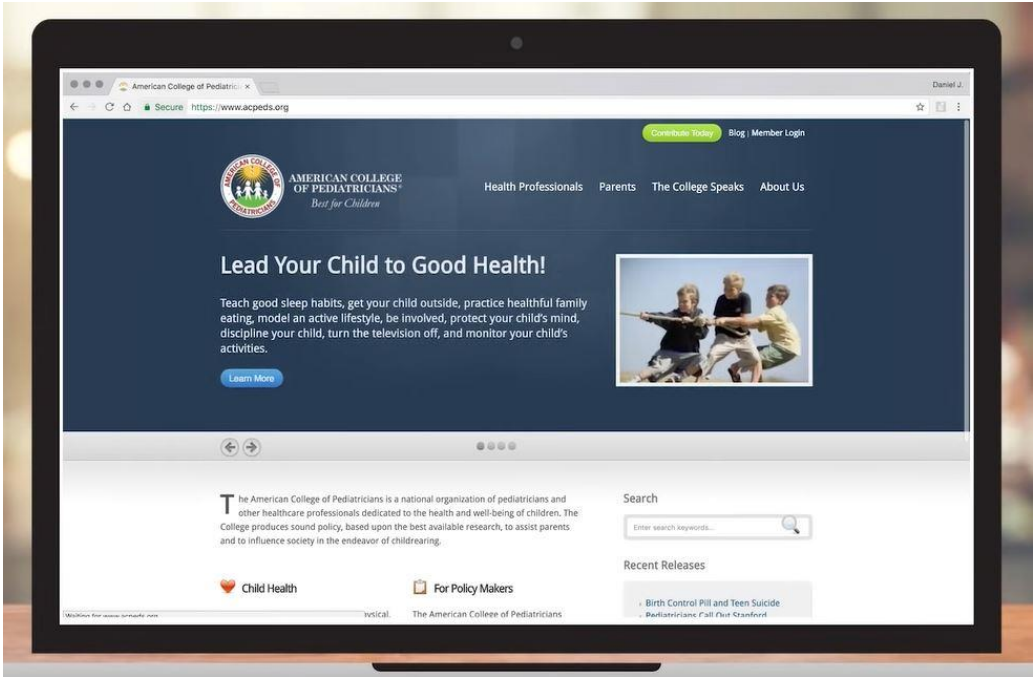 American College of Pediatrici
Daniel J.
Secure https://www.acpeds.org
Contribute Today Blog | Member Login
AMERICAN COLLEGE OF PEDIATRICIANS
AMERICAN COLLEGE
OF PEDIATRICIANS®
Best for Children
Health Professionals Parents The College Speaks About Us
Lead Your Child to Good Health!
Teach good sleep habits, get your child outside, practice healthful family
eating, model an active lifestyle, be involved, protect your child's mind,
discipline your child, turn the television off, and monitor your child's
activities.
Learn More
The American College of Pediatricians is a national organization of pediatricians and
other healthcare professionals dedicated to the health and well-being of children. The
College produces sound policy, based upon the best available research, to assist parents
and to influence society in the endeavor of childrearing.
Search
Enter search keywords...
Recent Releases
Child Health
For Policy Makers
The American College of Pediatricians
Birth Control Pill and Teen Suicide
Pediatricians Call Out Stanford
Waiting for www.acpeds.org